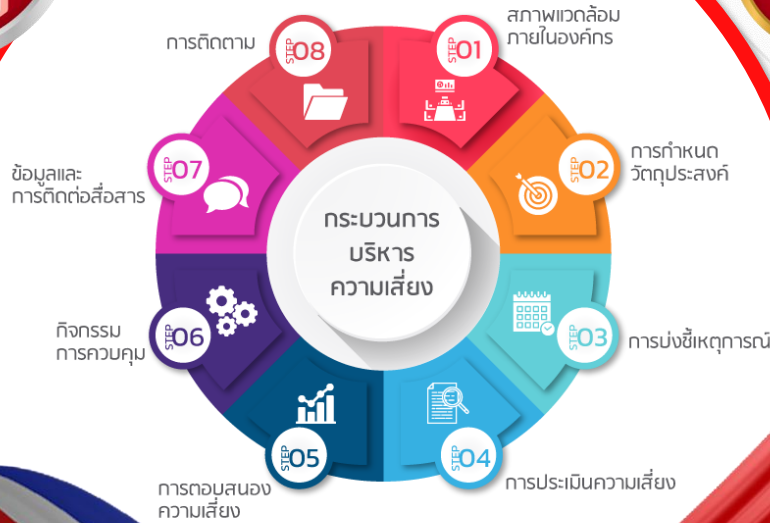 กระบวนการ
บริหาร
ความเสี่ยง
STEP 01
สภาพแวดล้อม
ภายในองค์กร
STEP 02
การกำหนด
วัตถุประสงค์
STEP 03
การบ่งชี้เหตุการณ์
STEP 04
การประเมินความเสี่ยง
STEP 05
การตอบสนอง
ความเสี่ยง
STEP 06
กิจกรรม
การควบคุม
STEP 07
ข้อมูลและ
การติดต่อสื่อสาร
STEP 08
การติดตาม